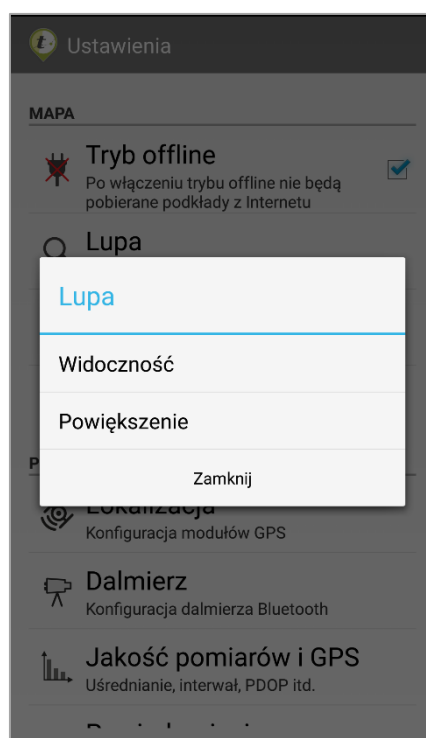 Ustawienia
MAPA
Tryb offline
Po włączeniu trybu offline nie będą
pobierane podkłady z Internetu
Lupa
Lupa
Widoczność
Powiększenie
Zamknij
Lokalizacja
Konfiguracja modułów GPS
Dalmierz
Konfiguracja dalmierza Bluetooth
Jakość pomiarów i GPS
Uśrednianie, interwał, PDOP itd.